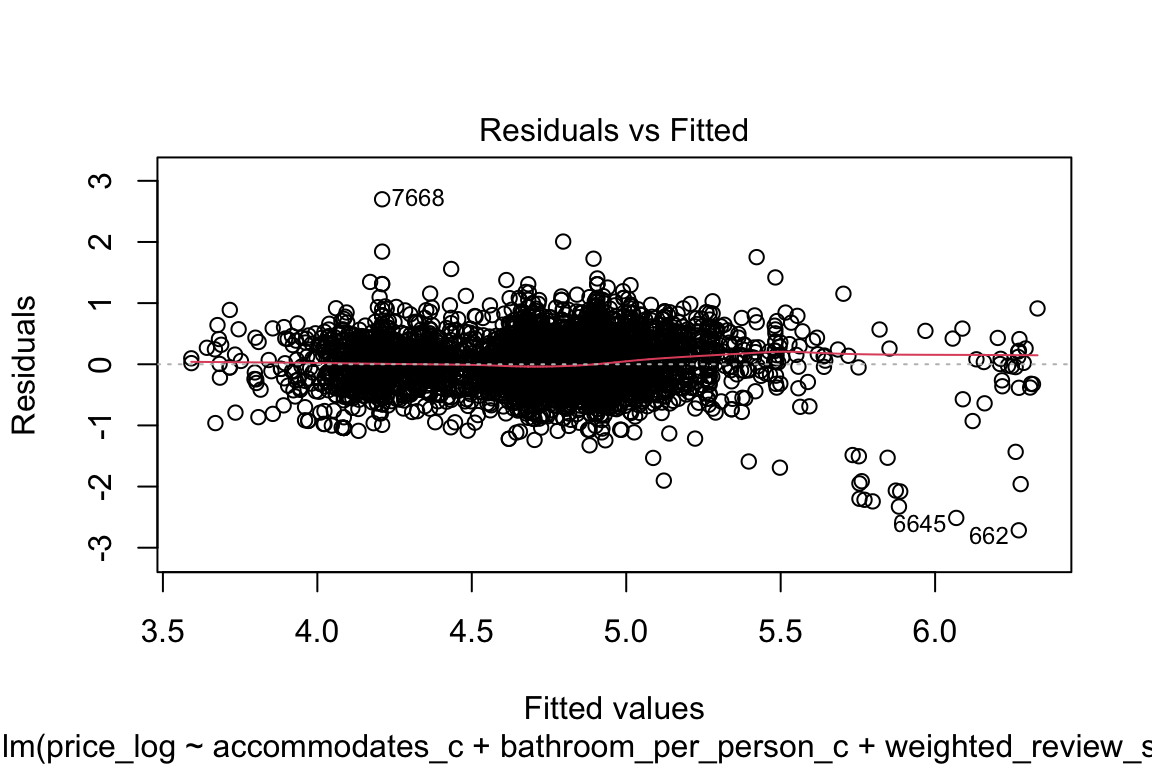 Residuals vs Fitted
3
7668
2
1
Residuals
0
-1
-2
6645
662
-3
3.5 4.0 4.5 5.0 5.5 6.0
Fitted values
lm(price_log ~ accommodates_c + bathroom_per_person_c + weighted_review_s